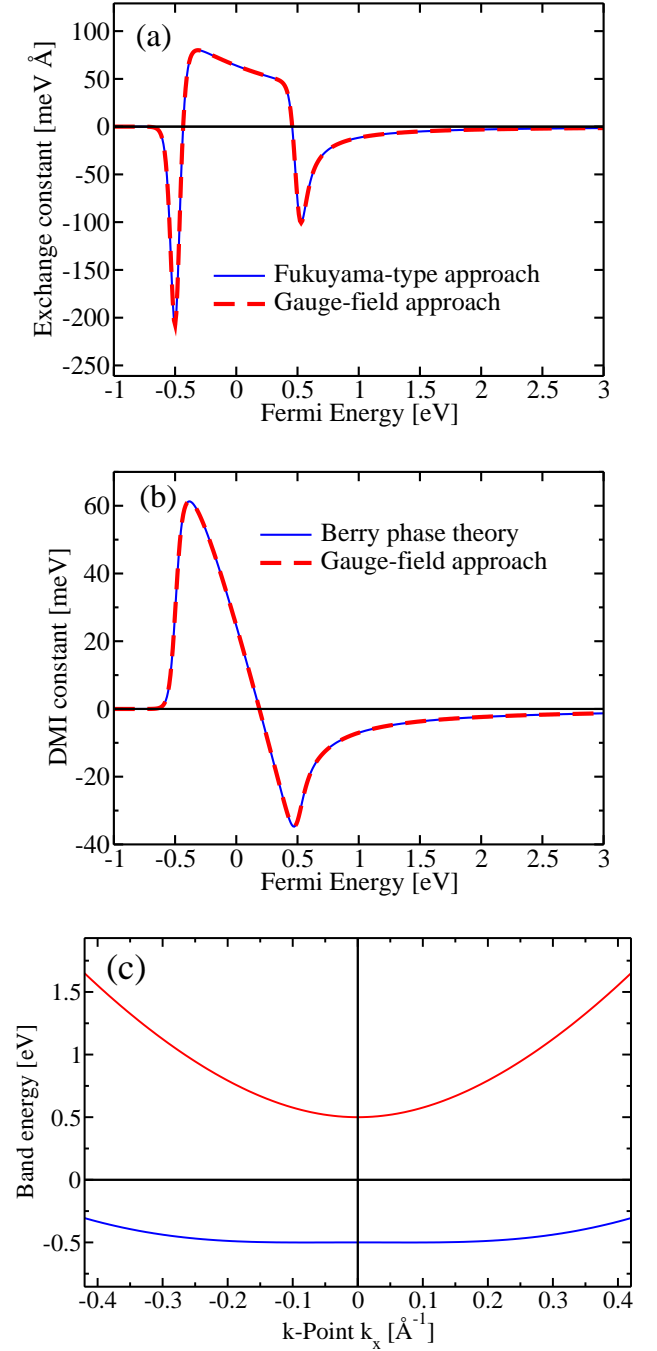 (a)
Exchange constant [meV Å]
100
50
0
-50
-100
-150
-200
-250
Fukuyama-type approach
Gauge-field approach
-1 -0.5 0 0.5 1 1.5 2 2.5 3
Fermi Energy [eV]
(b)
DMI constant [meV]
60
40
20
0
-20
-40
Berry phase theory
Gauge-field approach
-1 -0.5 0 0.5 1 1.5 2 2.5 3
Fermi Energy [eV]
(c)
Band energy [eV]
1.5
1
0.5
0
-0.5
-0.4 -0.3 -0.2 -0.1 0 0.1 0.2 0.3 0.4
k-Point kₓ [Å⁻¹]